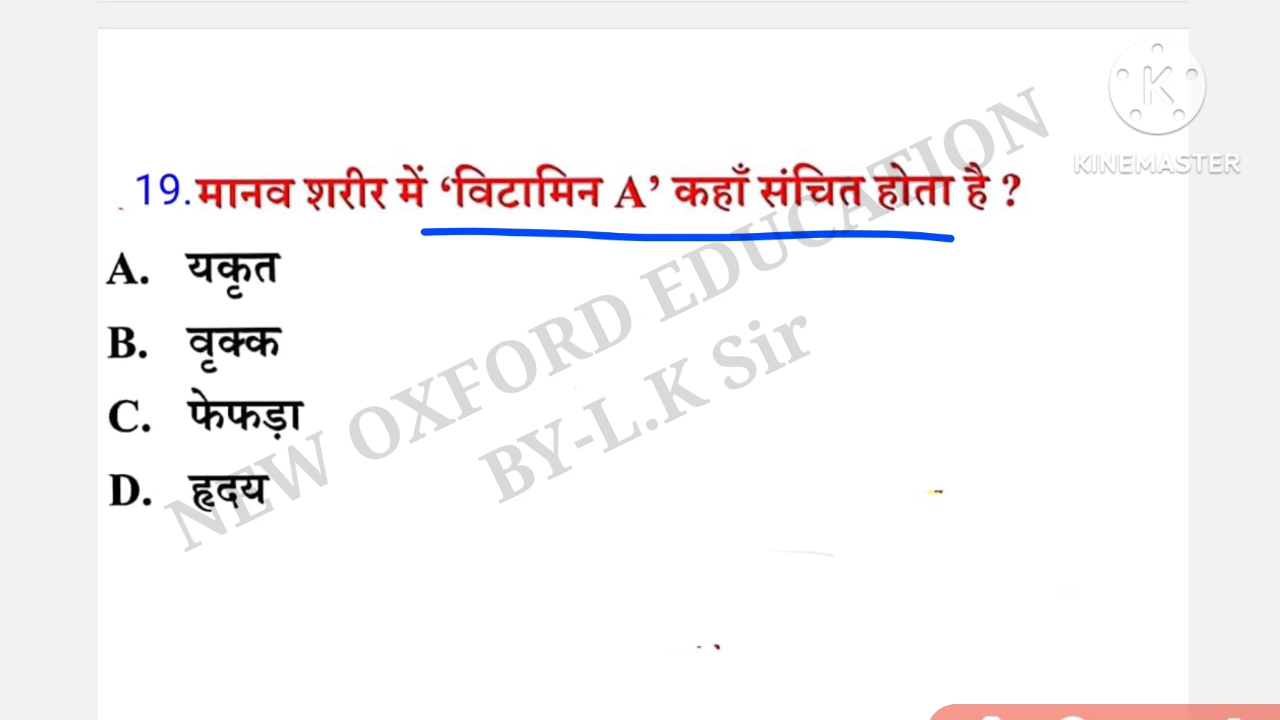 KINEMASTER
19. मानव शरीर में ‘विटामिन A’ कहाँ संचित होता है ?
A. यकृत
B. वृक्क
C. फेफड़ा
D. हृदय
NEW OXFORD EDUCATION
BY-L.K Sir